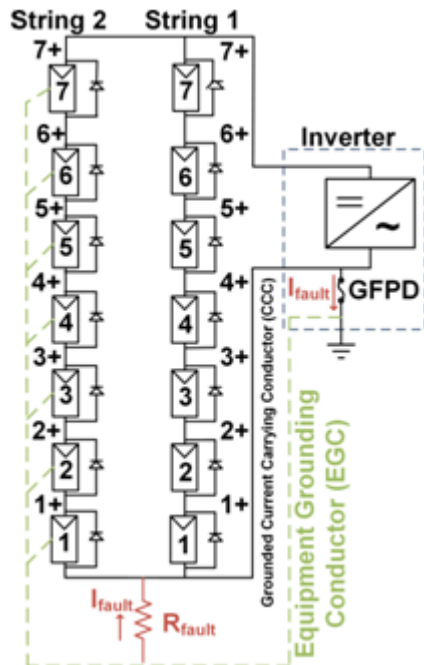 String 2 String 1
7+ 7+
7 7
6+ 6+
6 6
5+ 5+
5 5
4+ 4+
4 4
3+ 3+
3 3
2+ 2+
2 2
1+ 1+
1 1
Inverter
Ifault
GFPD
Grounded Current Carrying Conductor (CCC)
Equipment Grounding
Conductor (EGC)
Ifault
Rfault